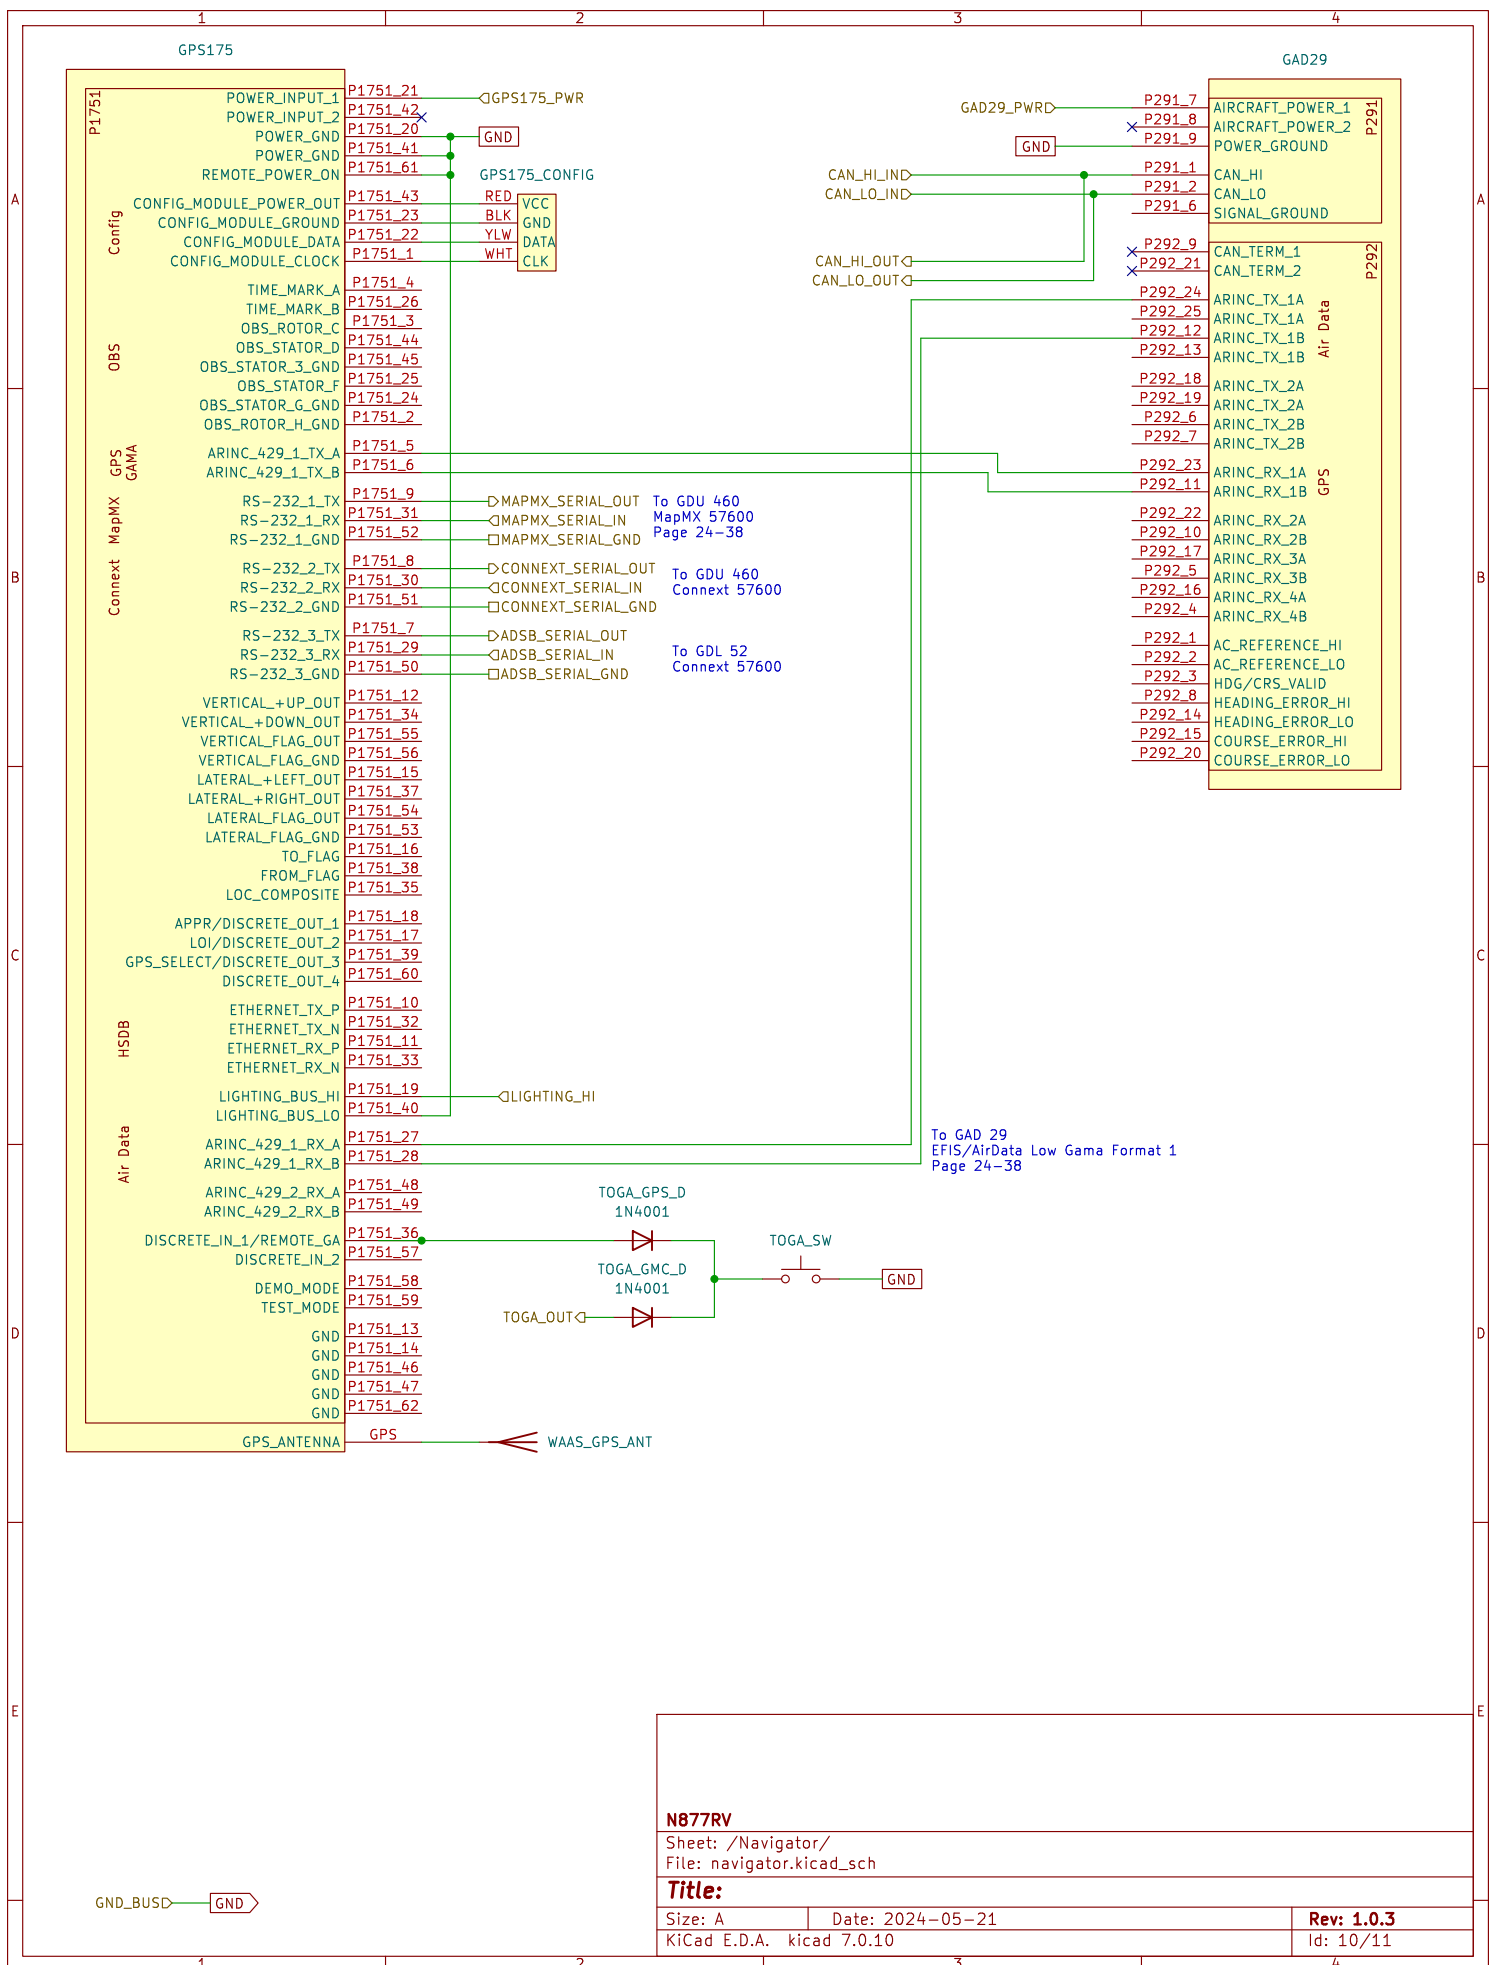 1 2 3 4
GPS175
P1751
POWER_INPUT_1 P1751_21 GPS175_PWR
POWER_INPUT_2 P1751_42
POWER_GND P1751_20 GND
POWER_GND P1751_41
REMOTE_POWER_ON P1751_61
GPS175_CONFIG
Config
CONFIG_MODULE_POWER_OUT P1751_43 RED VCC
CONFIG_MODULE_GROUND P1751_23 BLK GND
CONFIG_MODULE_DATA P1751_22 YLW DATA
CONFIG_MODULE_CLOCK P1751_1 WHT CLK
TIME_MARK_A P1751_4
TIME_MARK_B P1751_26
OBS_ROTOR_C P1751_3
OBS
OBS_STATOR_D P1751_44
OBS_STATOR_3_GND P1751_45
OBS_STATOR_F P1751_25
OBS_STATOR_G_GND P1751_24
OBS_ROTOR_H_GND P1751_2
GPS
GAMA
ARINC_429_1_TX_A P1751_5
ARINC_429_1_TX_B P1751_6
MapMX
RS-232_1_TX P1751_9 MAPMX_SERIAL_OUT
RS-232_1_RX P1751_31 MAPMX_SERIAL_IN
RS-232_1_GND P1751_52 MAPMX_SERIAL_GND
To GDU 460
MapMX 57600
Page 24-38
Connext
RS-232_2_TX P1751_8 CONNEXT_SERIAL_OUT
RS-232_2_RX P1751_30 CONNEXT_SERIAL_IN
RS-232_2_GND P1751_51 CONNEXT_SERIAL_GND
To GDU 460
Connext 57600
RS-232_3_TX P1751_7 ADSB_SERIAL_OUT
RS-232_3_RX P1751_29 ADSB_SERIAL_IN
RS-232_3_GND P1751_50 ADSB_SERIAL_GND
To GDL 52
Connext 57600
VERTICAL_+UP_OUT P1751_12
VERTICAL_+DOWN_OUT P1751_34
VERTICAL_FLAG_OUT P1751_55
VERTICAL_FLAG_GND P1751_56
LATERAL_+LEFT_OUT P1751_15
LATERAL_+RIGHT_OUT P1751_37
LATERAL_FLAG_OUT P1751_54
LATERAL_FLAG_GND P1751_53
TO_FLAG P1751_16
FROM_FLAG P1751_38
LOC_COMPOSITE P1751_35
APPR/DISCRETE_OUT_1 P1751_18
LOI/DISCRETE_OUT_2 P1751_17
GPS_SELECT/DISCRETE_OUT_3 P1751_39
DISCRETE_OUT_4 P1751_60
HSDB
ETHERNET_TX_P P1751_10
ETHERNET_TX_N P1751_32
ETHERNET_RX_P P1751_11
ETHERNET_RX_N P1751_33
LIGHTING_BUS_HI P1751_19 LIGHTING_HI
LIGHTING_BUS_LO P1751_40
Air Data
ARINC_429_1_RX_A P1751_27
ARINC_429_1_RX_B P1751_28
To GAD 29
EFIS/AirData Low Gama Format 1
Page 24-38
ARINC_429_2_RX_A P1751_48
ARINC_429_2_RX_B P1751_49
DISCRETE_IN_1/REMOTE_GA P1751_36
DISCRETE_IN_2 P1751_57
DEMO_MODE P1751_58
TEST_MODE P1751_59
GND P1751_13
GND P1751_14
GND P1751_46
GND P1751_47
GND P1751_62
GPS_ANTENNA GPS WAAS_GPS_ANT
TOGA_GPS_D
1N4001
TOGA_GMC_D
1N4001
TOGA_OUT
TOGA_SW
GND
GAD29
P291
GAD29_PWR P291_7 AIRCRAFT_POWER_1
P291_8 AIRCRAFT_POWER_2
GND P291_9 POWER_GROUND
CAN_HI_IN P291_1 CAN_HI
CAN_LO_IN P291_2 CAN_LO
P291_6 SIGNAL_GROUND
CAN_HI_OUT
CAN_LO_OUT
P292
P292_9 CAN_TERM_1
P292_21 CAN_TERM_2
Air Data
P292_24 ARINC_TX_1A
P292_25 ARINC_TX_1A
P292_12 ARINC_TX_1B
P292_13 ARINC_TX_1B
P292_18 ARINC_TX_2A
P292_19 ARINC_TX_2A
P292_6 ARINC_TX_2B
P292_7 ARINC_TX_2B
GPS
P292_23 ARINC_RX_1A
P292_11 ARINC_RX_1B
P292_22 ARINC_RX_2A
P292_10 ARINC_RX_2B
P292_17 ARINC_RX_3A
P292_5 ARINC_RX_3B
P292_16 ARINC_RX_4A
P292_4 ARINC_RX_4B
P292_1 AC_REFERENCE_HI
P292_2 AC_REFERENCE_LO
P292_3 HDG/CRS_VALID
P292_8 HEADING_ERROR_HI
P292_14 HEADING_ERROR_LO
P292_15 COURSE_ERROR_HI
P292_20 COURSE_ERROR_LO
A A
B B
C C
D D
E E
GND_BUS GND
N877RV
Sheet: /Navigator/
File: navigator.kicad_sch
Title:
Size: A Date: 2024-05-21 Rev: 1.0.3
KiCad E.D.A. kicad 7.0.10 Id: 10/11
1 2 3 4